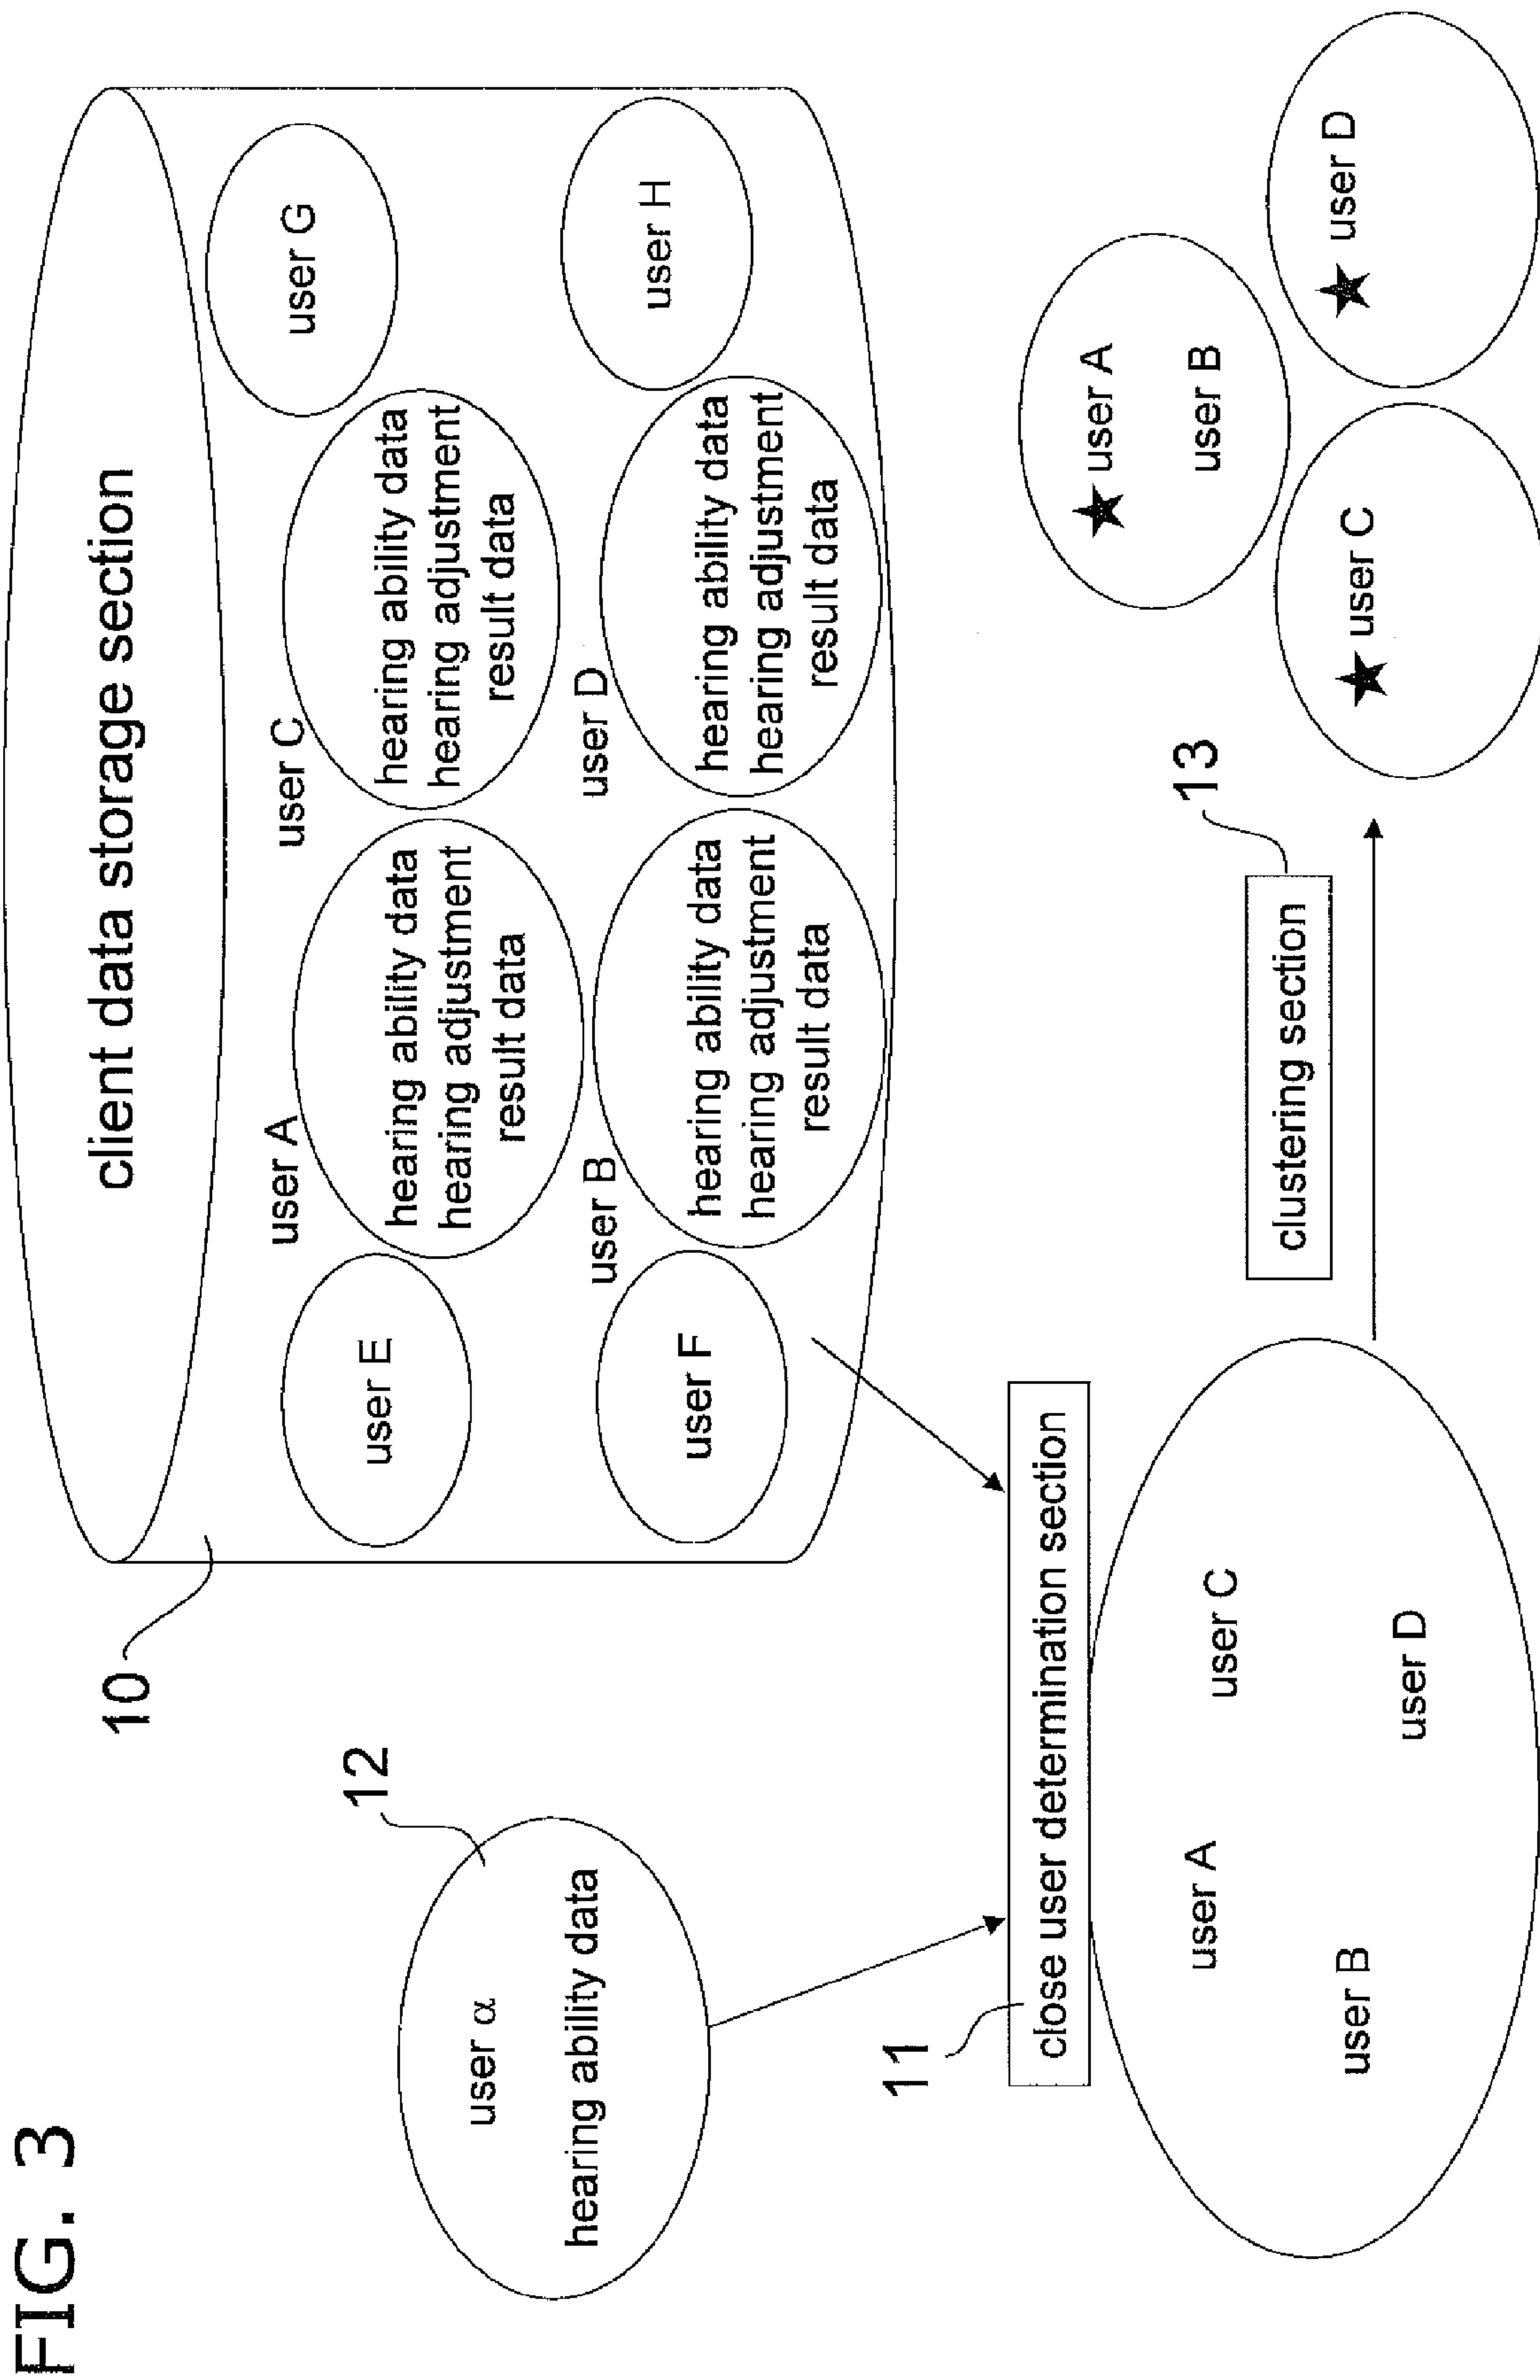 FIG. 3
client data storage section
10
user E
user A
hearing ability data
hearing adjustment
result data
user C
hearing ability data
hearing adjustment
result data
user G
user F
user B
hearing ability data
hearing adjustment
result data
user D
hearing ability data
hearing adjustment
result data
user H
12
user α
hearing ability data
11
close user determination section
user A
user C
user B
user D
13
clustering section
★ user A
user B
★ user C
★ user D